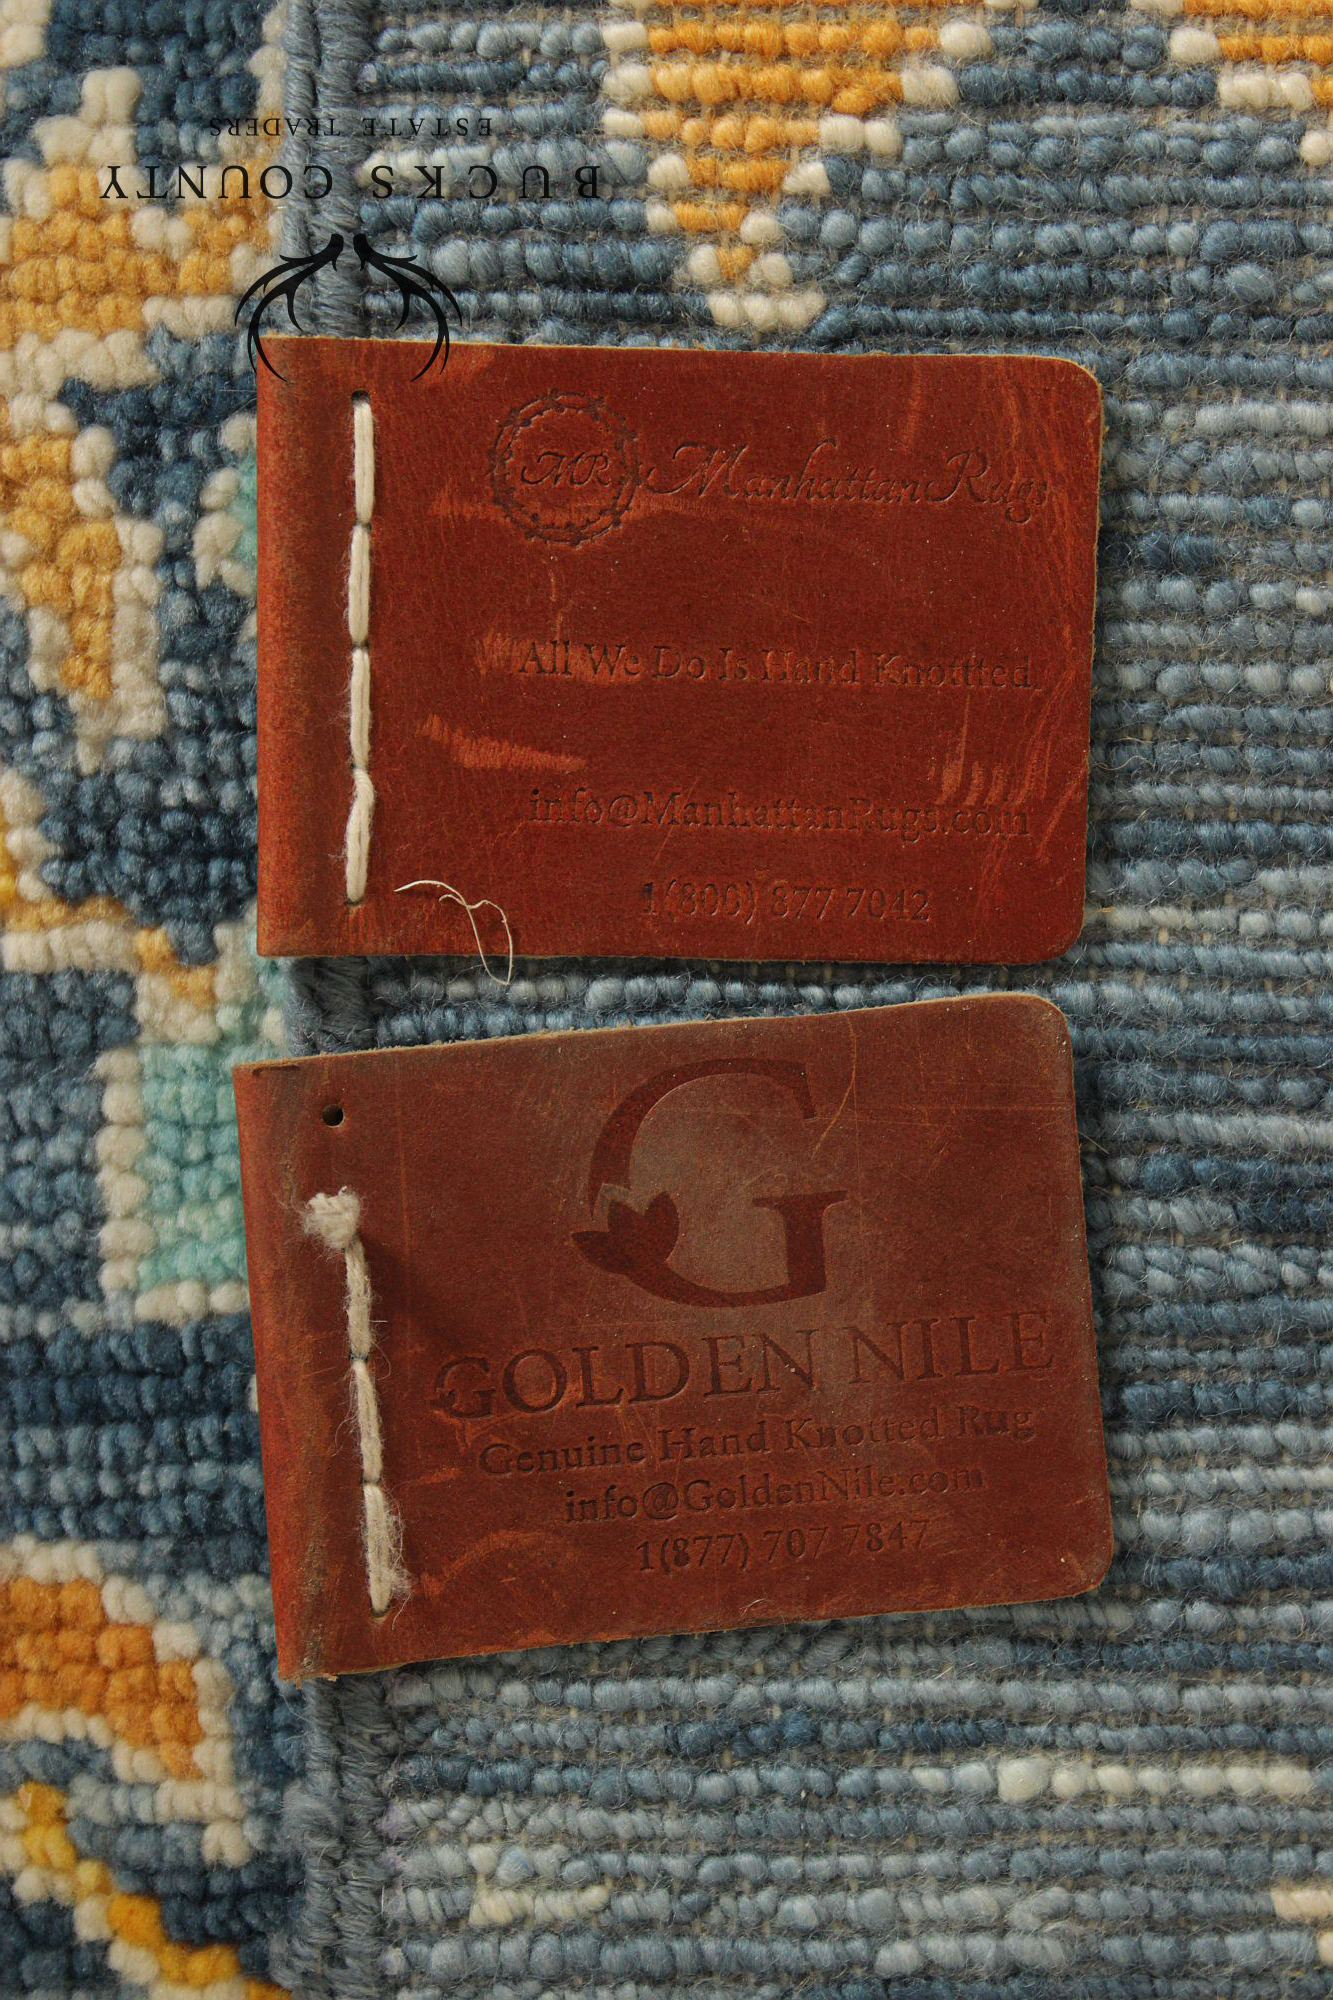 BUCKS COUNTY
ESTATE TRADERS
MR Manhattan Rugs
All We Do Is Hand Knottted
info@ManhattanRugs.com
1(800) 877 7042
G
GOLDEN NILE
Genuine Hand Knotted Rug
info@GoldenNile.com
1(877) 707 7847